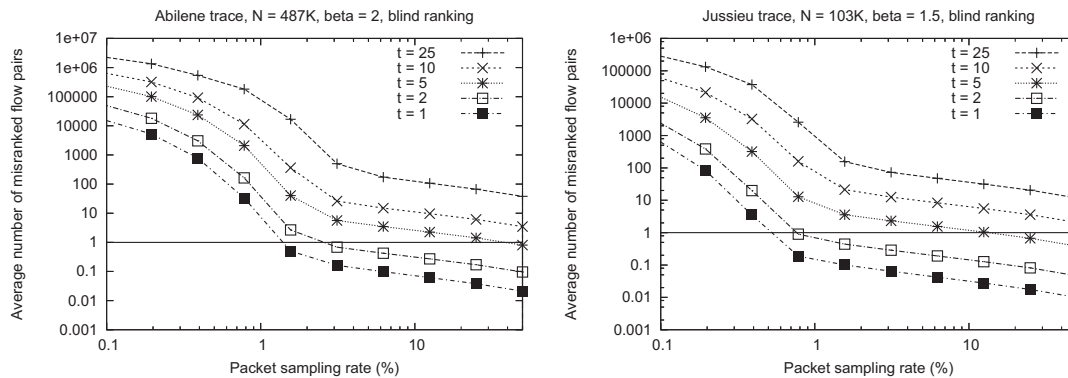 Abilene trace, N = 487K, beta = 2, blind ranking
Average number of misranked flow pairs
1e+07
1e+06
100000
10000
1000
100
10
1
0.1
0.01
0.001
t = 25
t = 10
t = 5
t = 2
t = 1
0.1
1
10
Packet sampling rate (%)
Jussieu trace, N = 103K, beta = 1.5, blind ranking
Average number of misranked flow pairs
1e+06
100000
10000
1000
100
10
1
0.1
0.01
0.001
t = 25
t = 10
t = 5
t = 2
t = 1
0.1
1
10
Packet sampling rate (%)